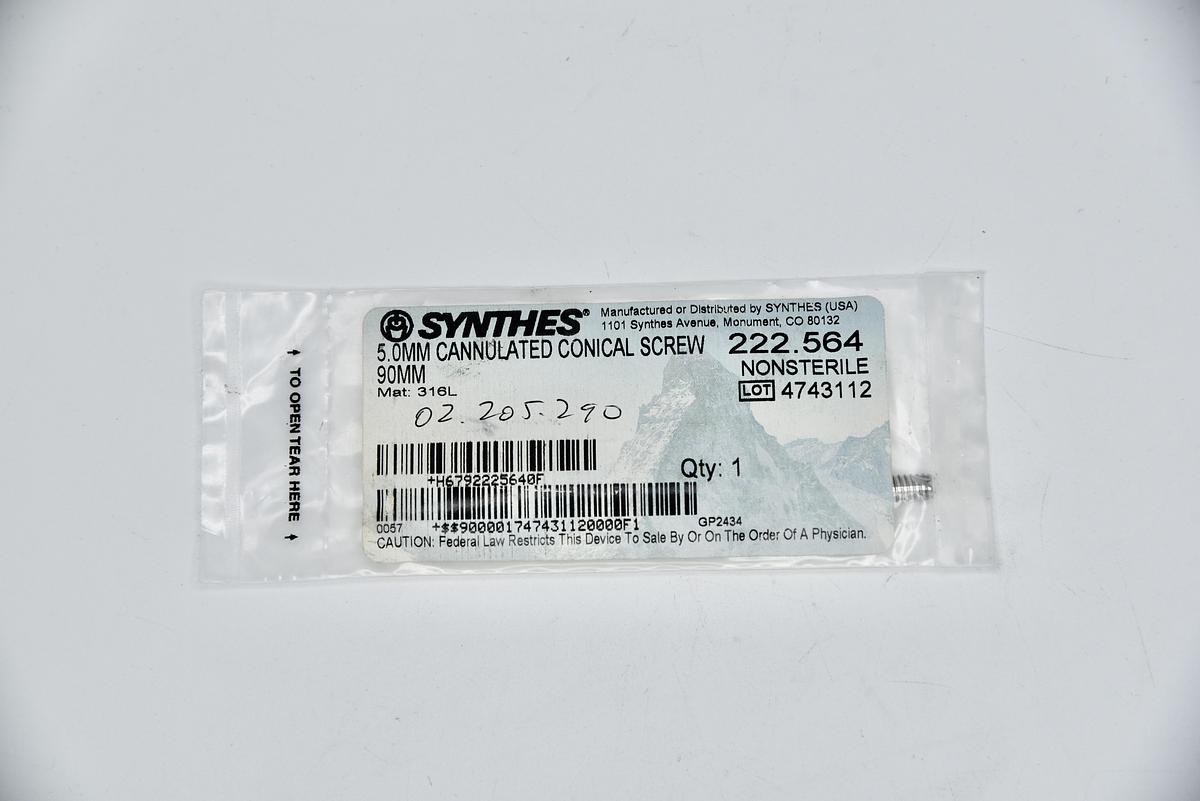 ↑ TO OPEN TEAR HERE ↑
SYNTHES®
Manufactured or Distributed by SYNTHES (USA)
1101 Synthes Avenue, Monument, CO 80132
5.0MM CANNULATED CONICAL SCREW
222.564
90MM
NONSTERILE
Mat: 316L
LOT 4743112
02.205.290
Qty: 1
+H6792225640F
0057
+$$900001747431120000F1
GP2434
CAUTION: Federal Law Restricts This Device To Sale By Or On The Order Of A Physician.